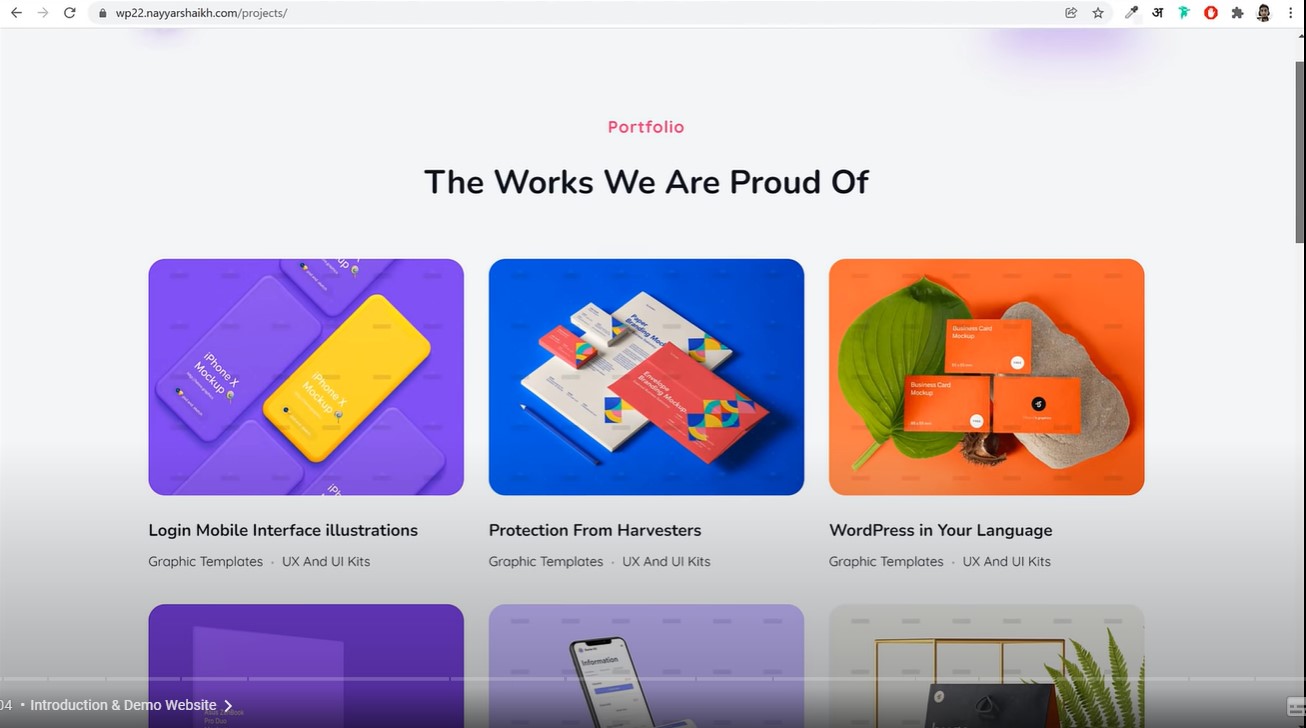 wp22.nayyarshaikh.com/projects/
अ
Portfolio
The Works We Are Proud Of
iPhone X
Mockup
iPhone X
Mockup
Paper
Envelope
Branding Mockup
Business Card
Mockup
Business Card
Mockup
Login Mobile Interface illustrations
Graphic Templates • UX And UI Kits
Protection From Harvesters
Graphic Templates • UX And UI Kits
WordPress in Your Language
Graphic Templates • UX And UI Kits
Information
04 • Introduction & Demo Website